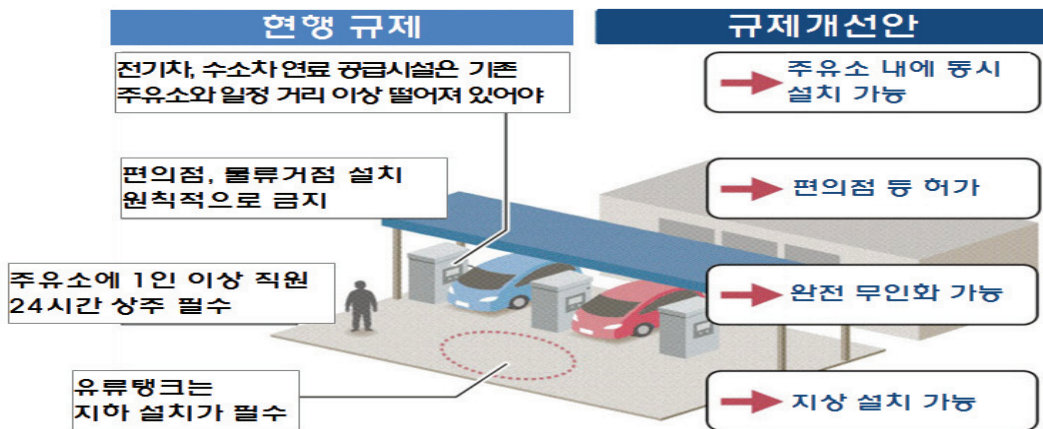 현행 규제
규제개선안
전기차, 수소차 연료 공급시설은 기존
주유소와 일정 거리 이상 떨어져 있어야
주유소 내에 동시
설치 가능
편의점, 물류거점 설치
원칙적으로 금지
편의점 등 허가
주유소에 1인 이상 직원
24시간 상주 필수
완전 무인화 가능
유류탱크는
지하 설치가 필수
지상 설치 가능